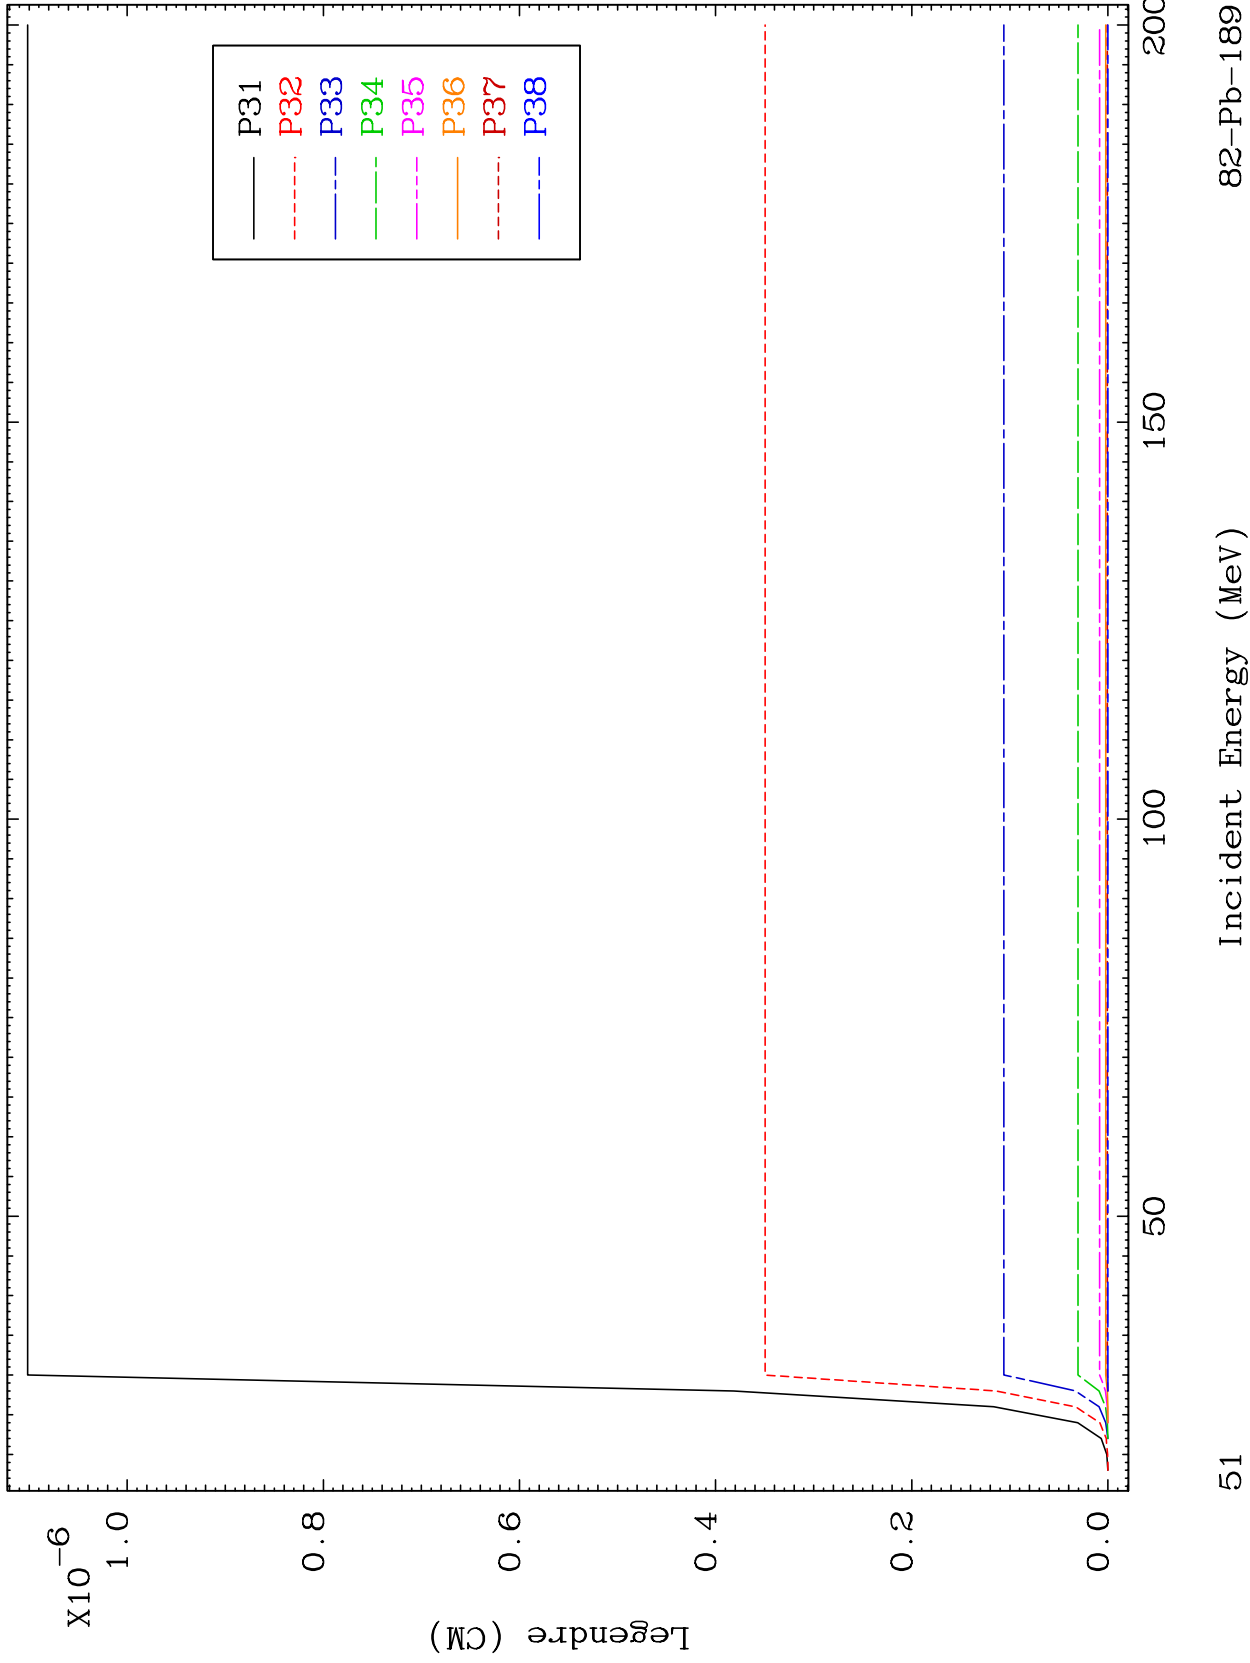 X10-6
1.0
0.8
0.6
0.4
0.2
0.0
Legendre (CM)
P31
P32
P33
P34
P35
P36
P37
P38
50
100
150
200
Incident Energy (MeV)
51
82-Pb-189